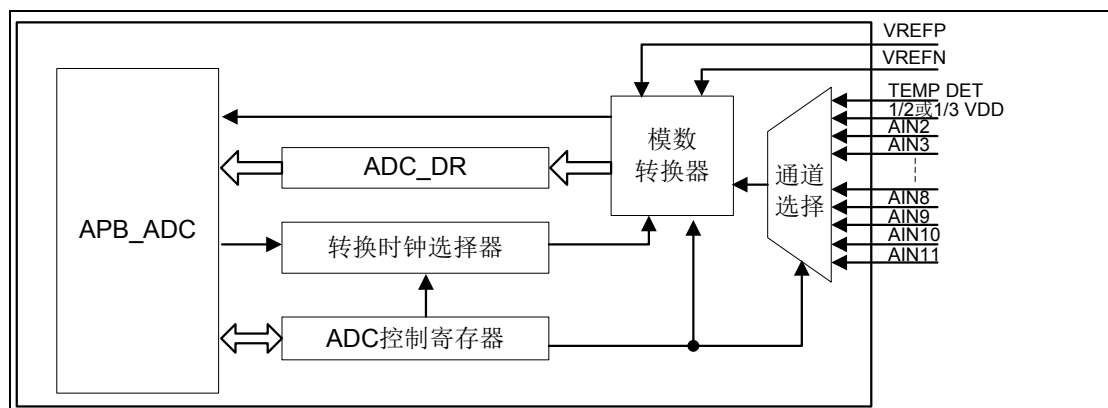 VREFP
VREFN
TEMP DET
1/2或1/3 VDD
AIN2
AIN3
AIN8
AIN9
AIN10
AIN11
模数
转换器
通道
选择
ADC_DR
APB_ADC
转换时钟选择器
ADC控制寄存器